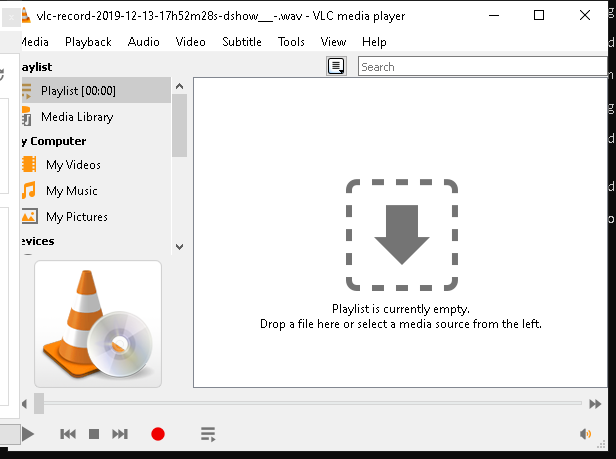 vlc-record-2019-12-13-17h52m28s-dshow__-.wav - VLC media player
Media Playback Audio Video Subtitle Tools View Help
aylist
Search
Playlist [00:00]
Media Library
y Computer
My Videos
My Music
My Pictures
evices
Playlist is currently empty.
Drop a file here or select a media source from the left.